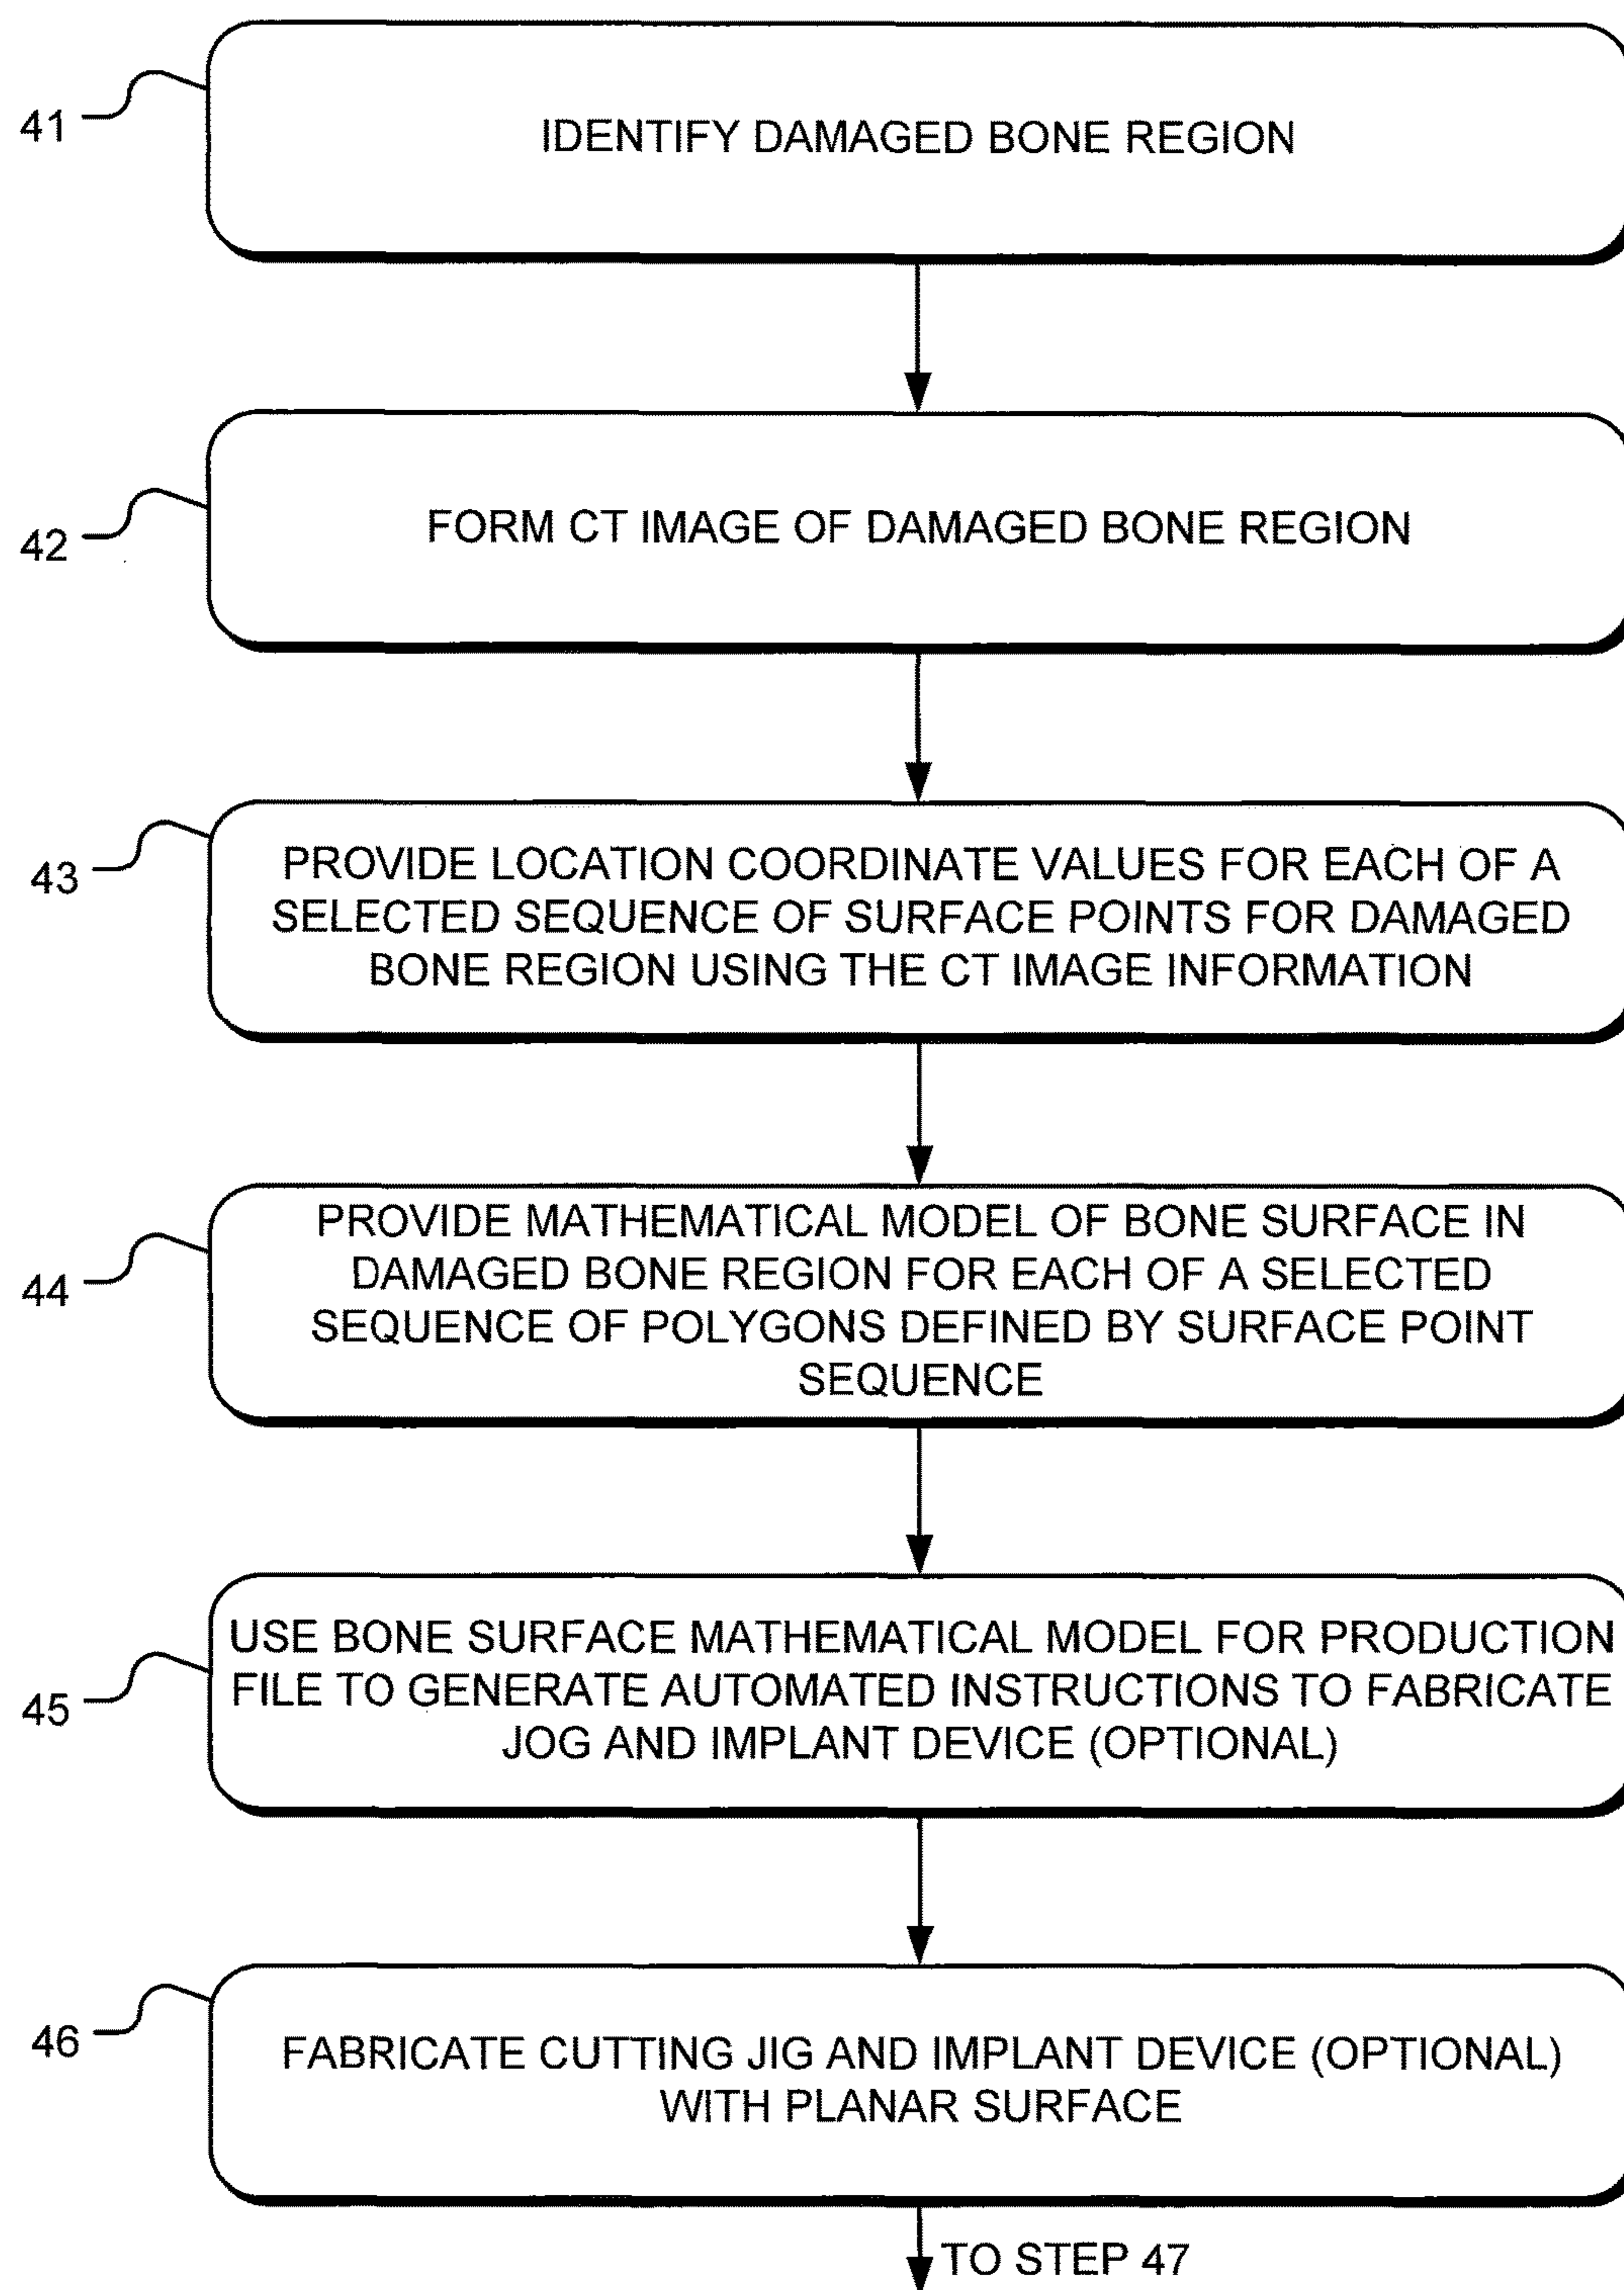 41
IDENTIFY DAMAGED BONE REGION
42
FORM CT IMAGE OF DAMAGED BONE REGION
43
PROVIDE LOCATION COORDINATE VALUES FOR EACH OF A
SELECTED SEQUENCE OF SURFACE POINTS FOR DAMAGED
BONE REGION USING THE CT IMAGE INFORMATION
44
PROVIDE MATHEMATICAL MODEL OF BONE SURFACE IN
DAMAGED BONE REGION FOR EACH OF A SELECTED
SEQUENCE OF POLYGONS DEFINED BY SURFACE POINT
SEQUENCE
45
USE BONE SURFACE MATHEMATICAL MODEL FOR PRODUCTION
FILE TO GENERATE AUTOMATED INSTRUCTIONS TO FABRICATE
JOG AND IMPLANT DEVICE (OPTIONAL)
46
FABRICATE CUTTING JIG AND IMPLANT DEVICE (OPTIONAL)
WITH PLANAR SURFACE
TO STEP 47